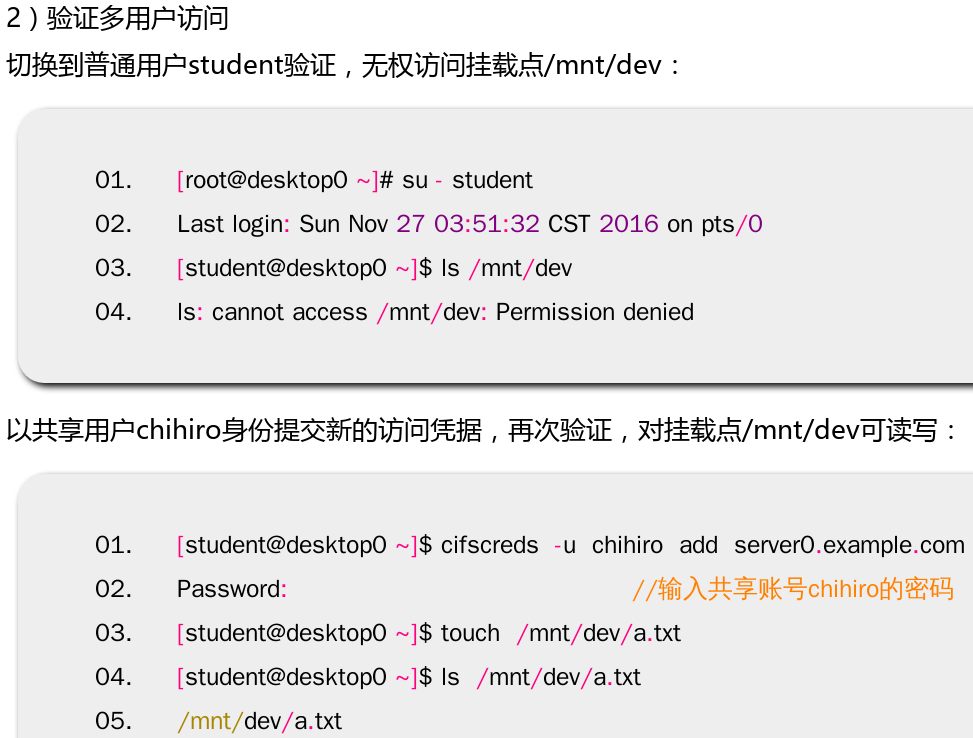 2）验证多用户访问
切换到普通用户student验证，无权访问挂载点/mnt/dev：
01. [root@desktop0 ~]# su - student
02. Last login: Sun Nov 27 03:51:32 CST 2016 on pts/0
03. [student@desktop0 ~]$ ls /mnt/dev
04. ls: cannot access /mnt/dev: Permission denied
以共享用户chihiro身份提交新的访问凭据，再次验证，对挂载点/mnt/dev可读写：
01. [student@desktop0 ~]$ cifscreds -u chihiro add server0.example.com
02. Password: //输入共享账号chihiro的密码
03. [student@desktop0 ~]$ touch /mnt/dev/a.txt
04. [student@desktop0 ~]$ ls /mnt/dev/a.txt
05. /mnt/dev/a.txt